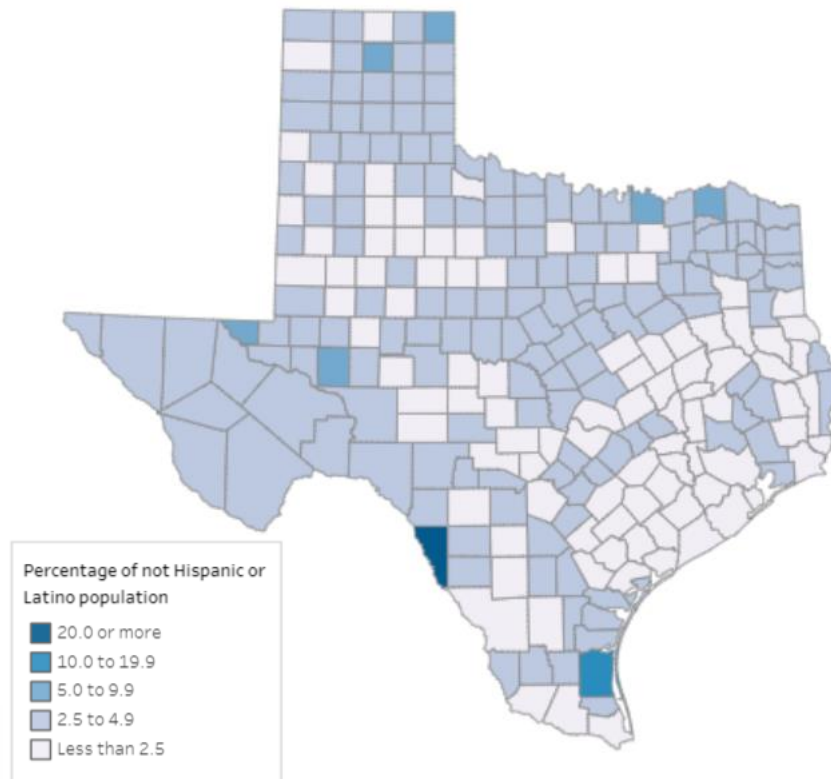 Percentage of not Hispanic or
Latino population
20.0 or more
10.0 to 19.9
5.0 to 9.9
2.5 to 4.9
Less than 2.5